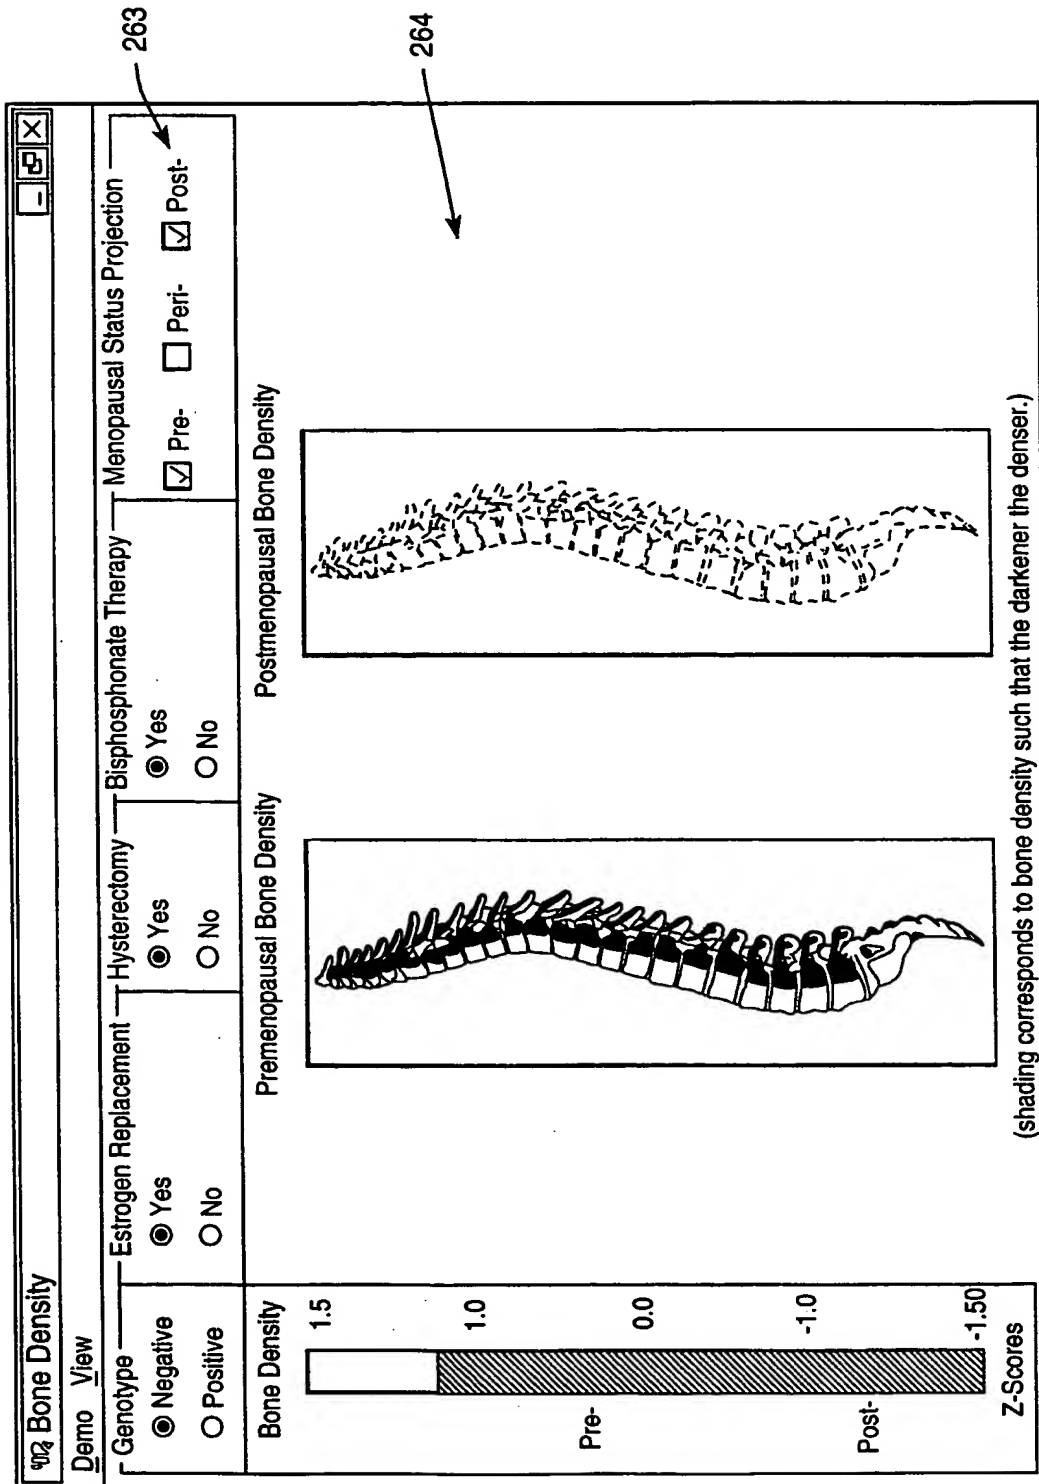 Bone Density
Demo View
Genotype
Negative
Positive
Estrogen Replacement
Yes
No
Hysterectomy
Yes
No
Bisphosphonate Therapy
Yes
No
Menopausal Status Projection
Pre- Peri- Post-
263
Bone Density
1.5
1.0
0.0
-1.0
-1.50
Pre-
Post-
Z-Scores
Premenopausal Bone Density
Postmenopausal Bone Density
264
(shading corresponds to bone density such that the darkener the denser.)